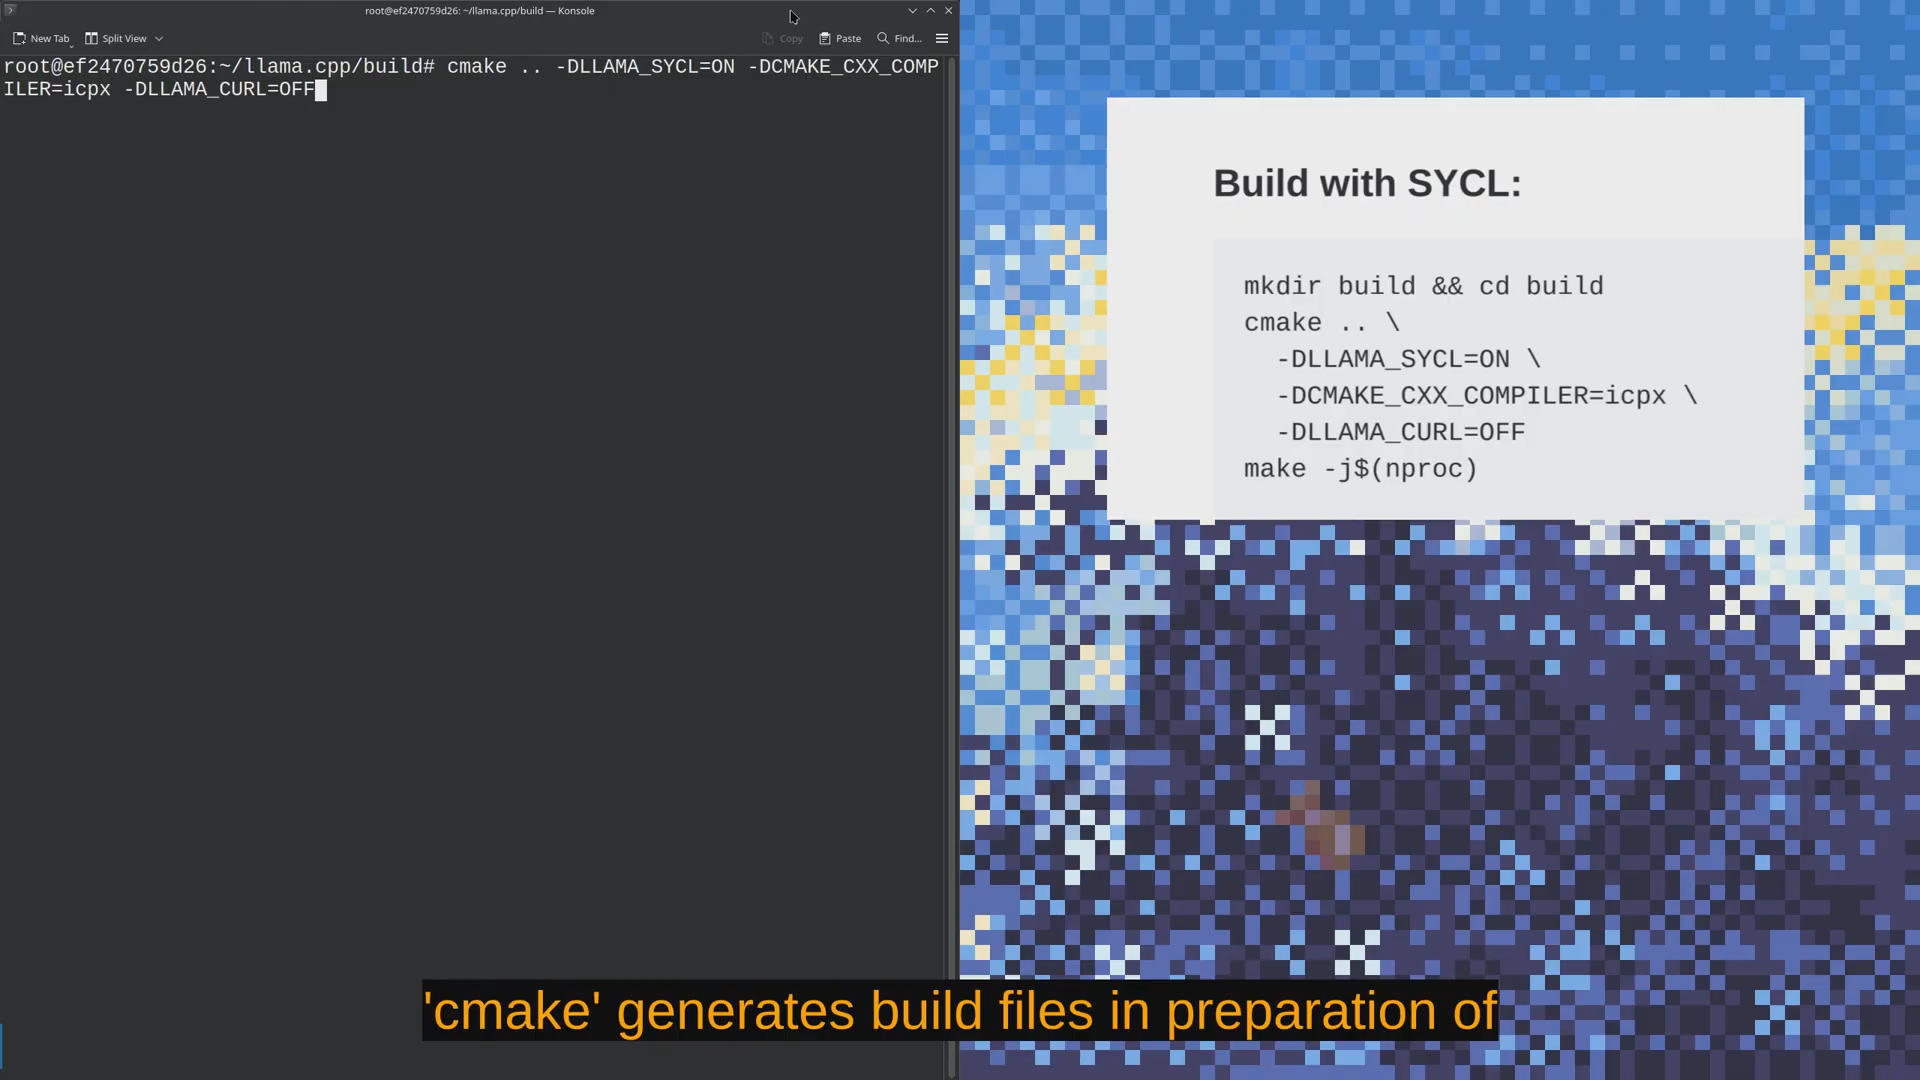 root@ef2470759d26: ~/llama.cpp/build — Konsole
New Tab Split View Copy Paste Find...
root@ef2470759d26:~/llama.cpp/build# cmake .. -DLLAMA_SYCL=ON -DCMAKE_CXX_COMP
ILER=icpx -DLLAMA_CURL=OFF
Build with SYCL:
mkdir build && cd build
cmake .. \
-DLLAMA_SYCL=ON \
-DCMAKE_CXX_COMPILER=icpx \
-DLLAMA_CURL=OFF
make -j$(nproc)
'cmake' generates build files in preparation of